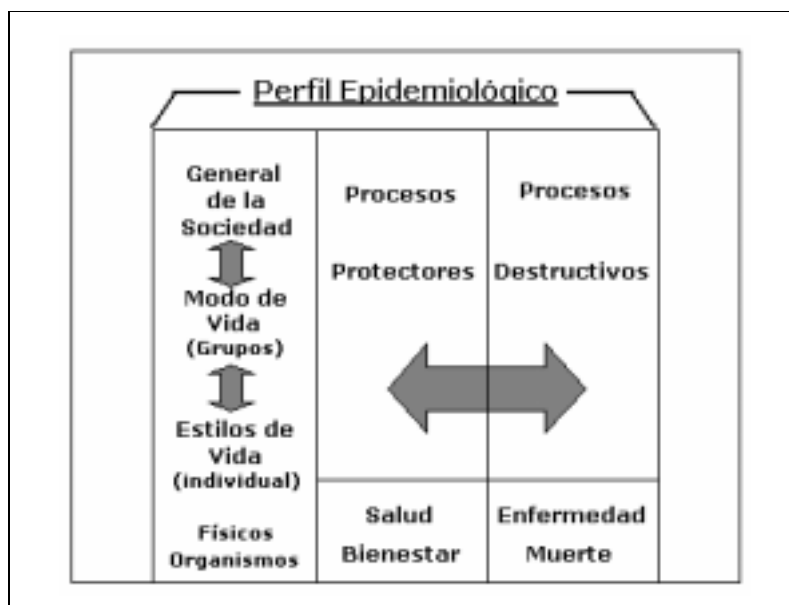 Perfil Epidemiológico
General
de la
Sociedad
Modo de
Vida
(Grupos)
Estilos de
Vida
(individual)
Físicos
Organismos
Procesos
Protectores
Salud
Bienestar
Procesos
Destructivos
Enfermedad
Muerte